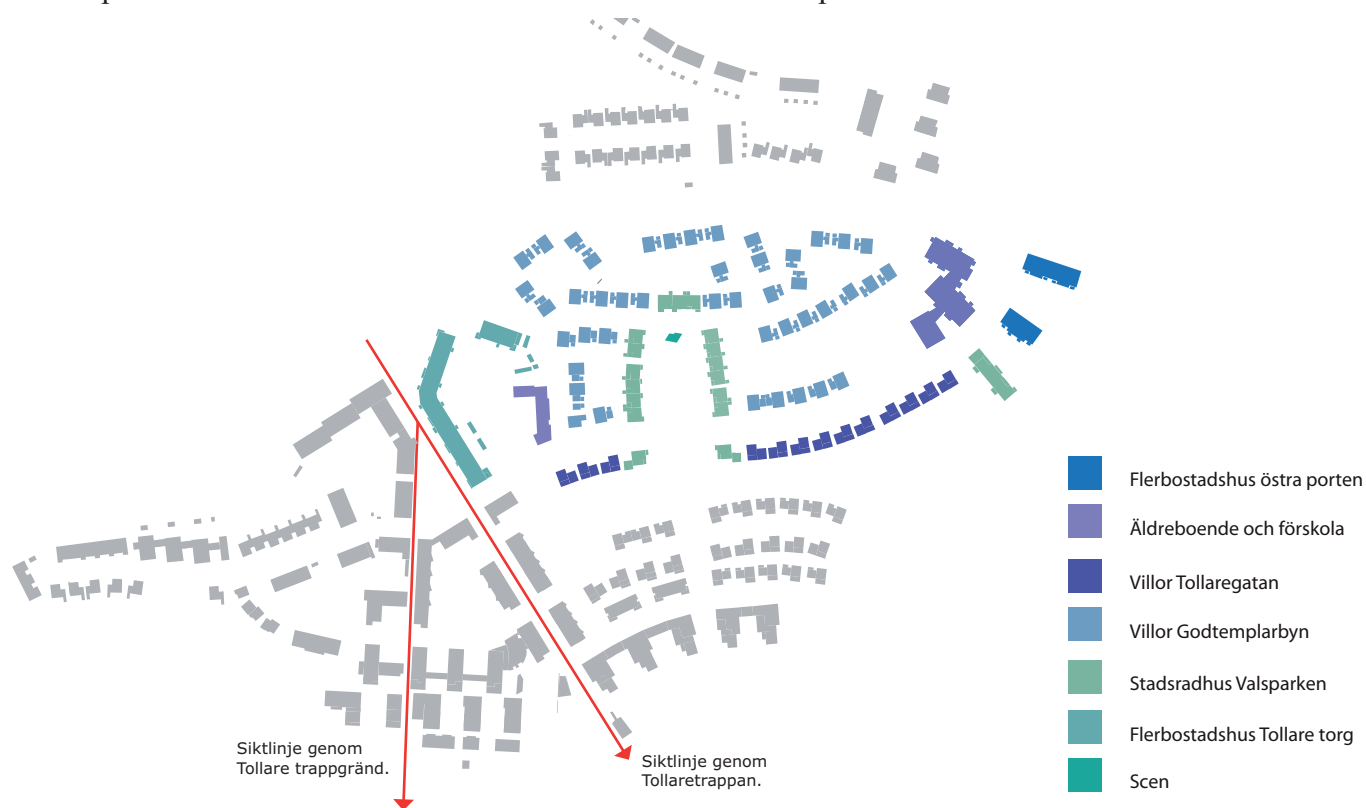 Flerbostadshus östra porten
Äldreboende och förskola
Villor Tollaregatan
Villor Godtemplarbyn
Stadsradhus Valsparken
Flerbostadshus Tollare torg
Scen
Siktlinje genom
Tollare trappgränd.
Siktlinje genom
Tollaretrappan.